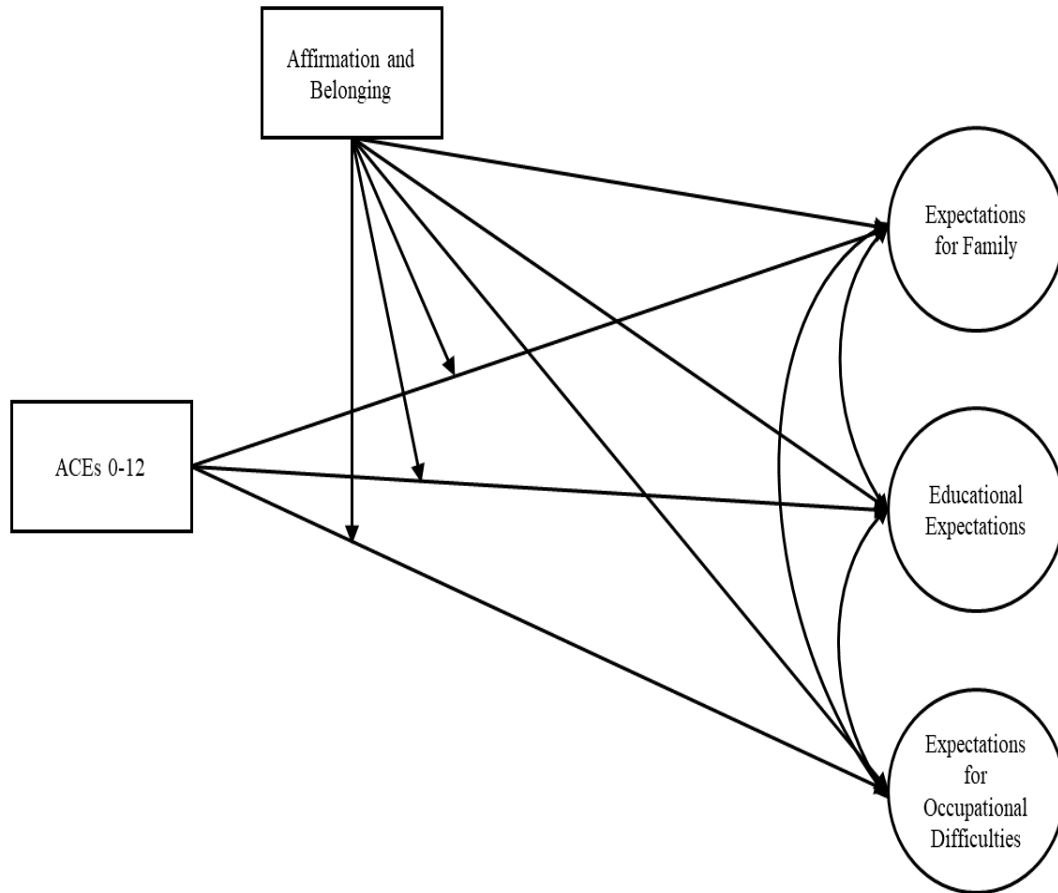 Affirmation and
Belonging
Expectations
for Family
ACEs 0-12
Educational
Expectations
Expectations
for
Occupational
Difficulties